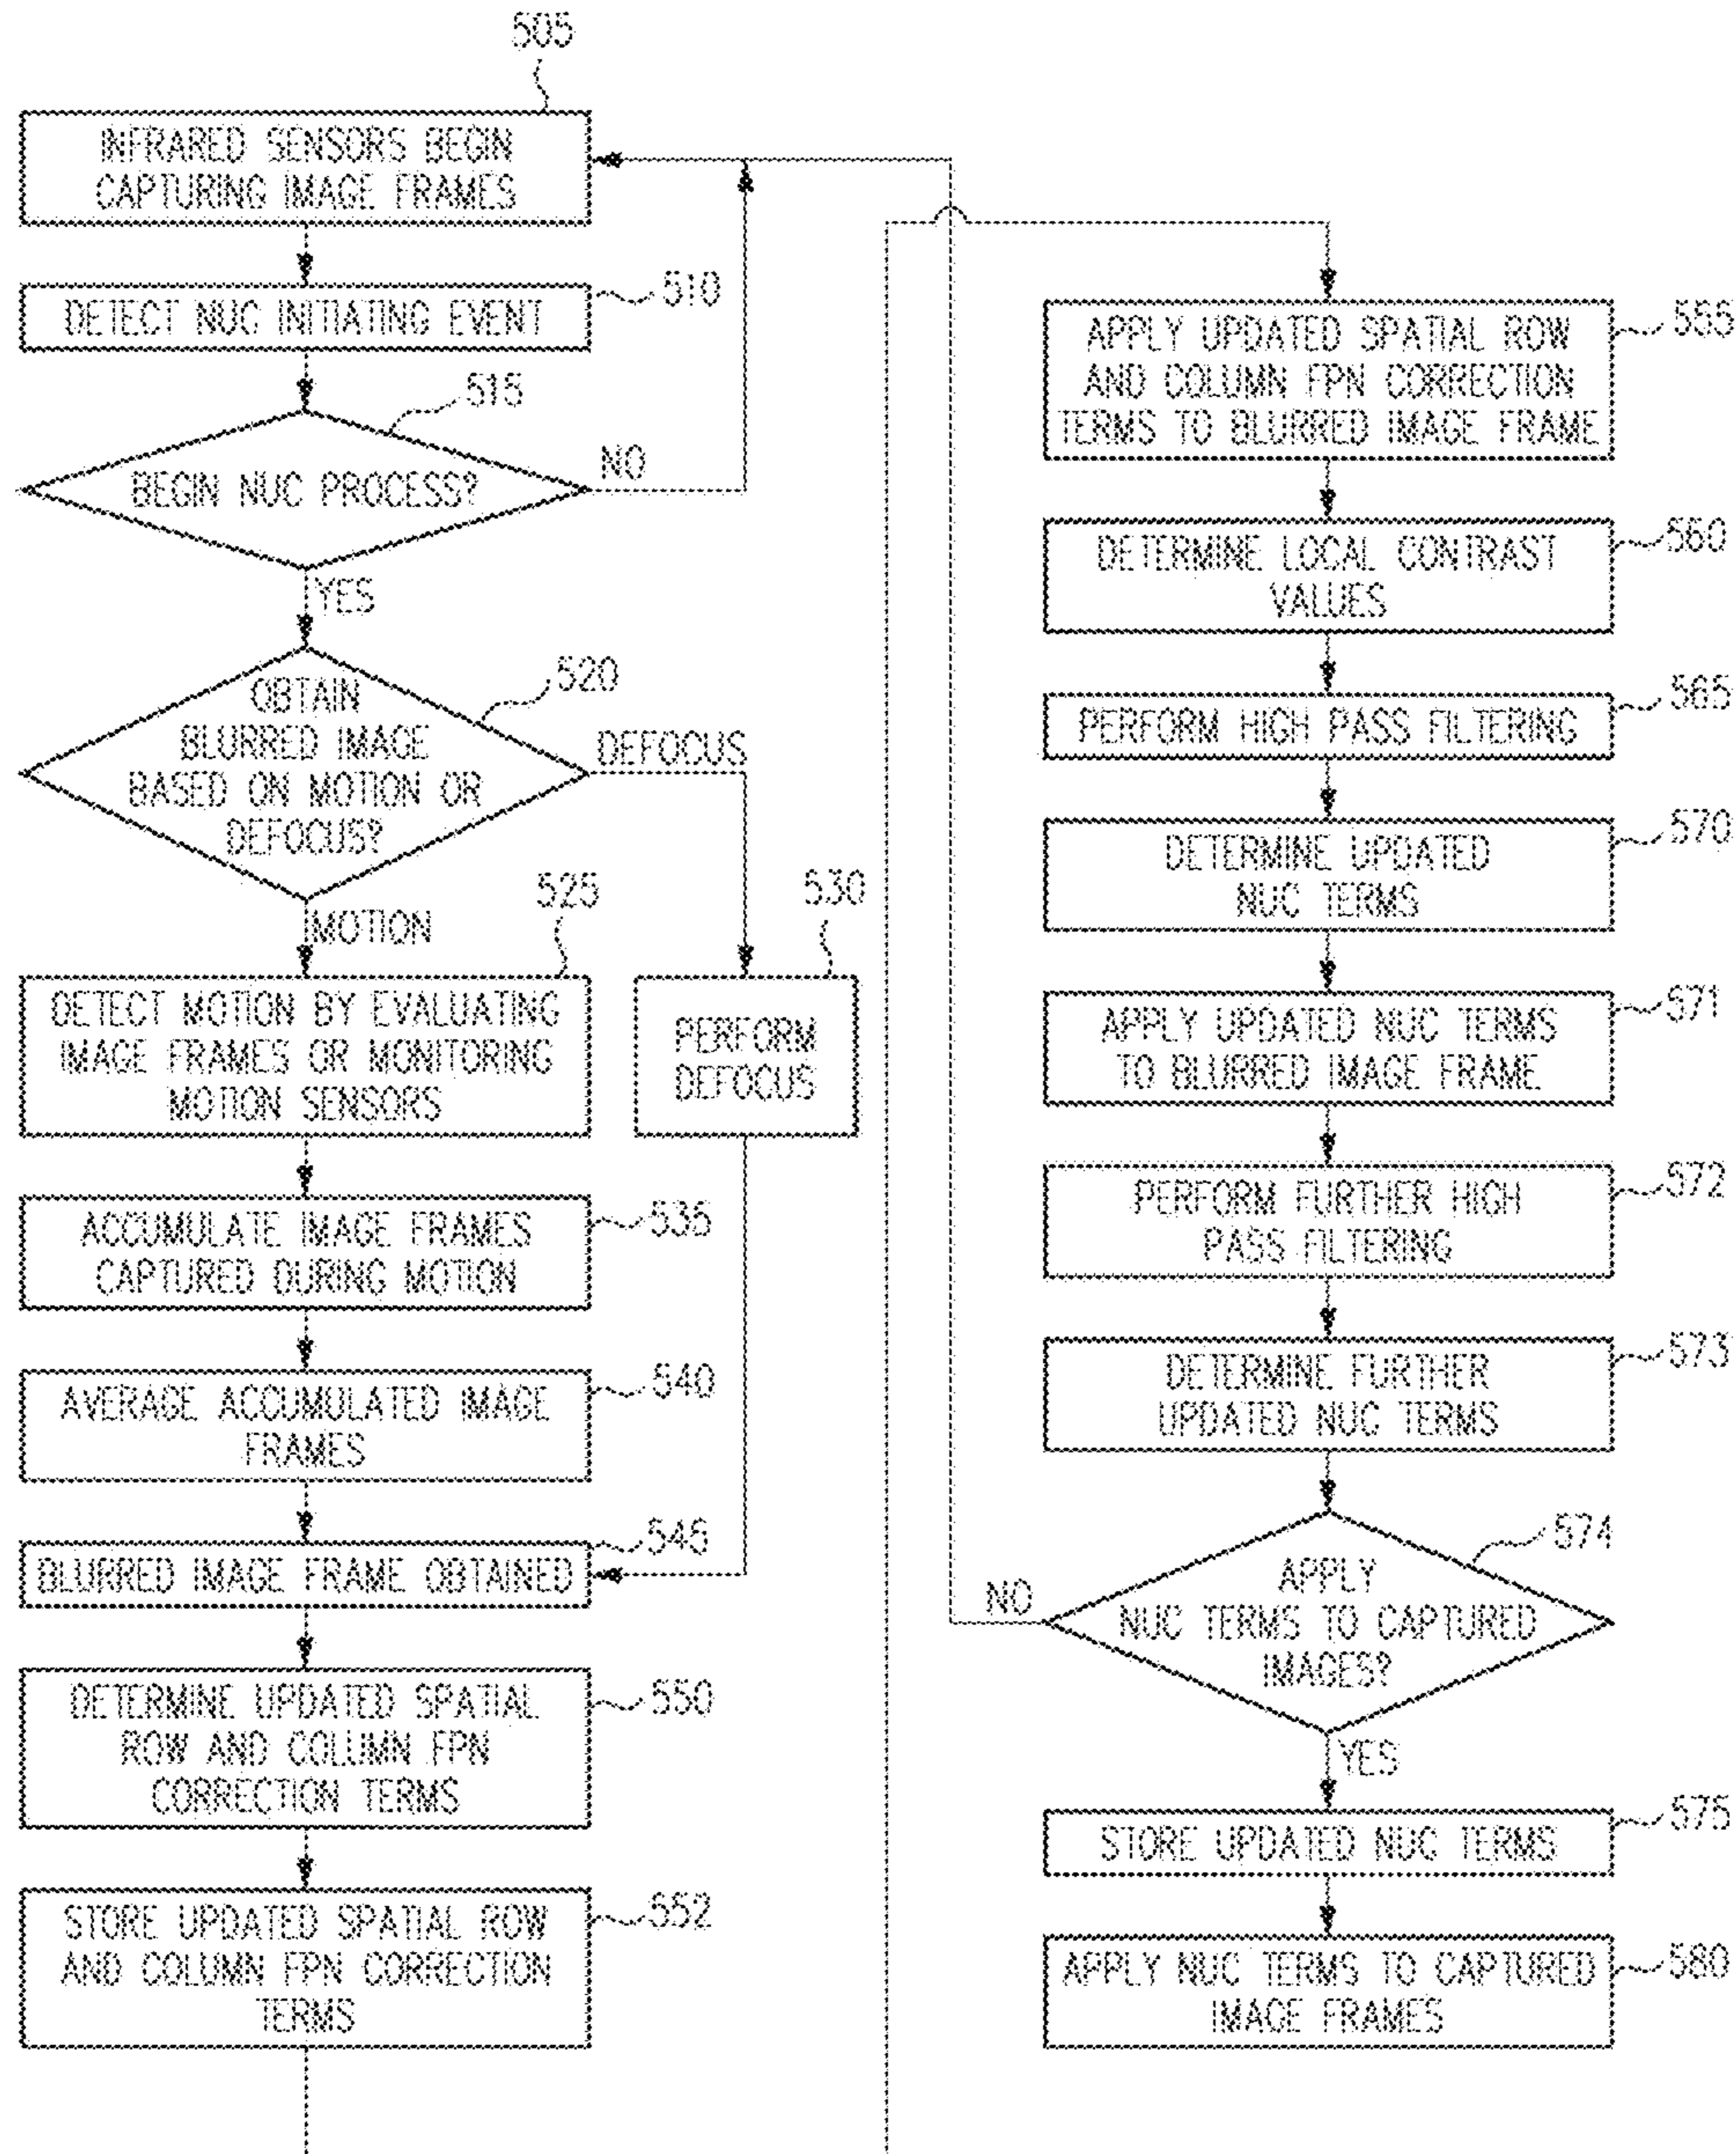 505
INFRARED SENSORS BEGIN
CAPTURING IMAGE FRAMES
DETECT NUC INITIATING EVENT
510
515
BEGIN NUC PROCESS?
NO
YES
520
OBTAIN
BLURRED IMAGE
BASED ON MOTION OR
DEFOCUS?
DEFOCUS
MOTION
525
530
DETECT MOTION BY EVALUATING
IMAGE FRAMES OR MONITORING
MOTION SENSORS
PERFORM
DEFOCUS
ACCUMULATE IMAGE FRAMES
CAPTURED DURING MOTION
535
AVERAGE ACCUMULATED IMAGE
FRAMES
540
BLURRED IMAGE FRAME OBTAINED
545
DETERMINE UPDATED SPATIAL
ROW AND COLUMN FPN
CORRECTION TERMS
550
STORE UPDATED SPATIAL ROW
AND COLUMN FPN CORRECTION
TERMS
552
APPLY UPDATED SPATIAL ROW
AND COLUMN FPN CORRECTION
TERMS TO BLURRED IMAGE FRAME
555
DETERMINE LOCAL CONTRAST
VALUES
560
PERFORM HIGH PASS FILTERING
565
DETERMINE UPDATED
NUC TERMS
570
APPLY UPDATED NUC TERMS
TO BLURRED IMAGE FRAME
571
PERFORM FURTHER HIGH
PASS FILTERING
572
DETERMINE FURTHER
UPDATED NUC TERMS
573
574
APPLY
NUC TERMS TO CAPTURED
IMAGES?
NO
YES
STORE UPDATED NUC TERMS
575
APPLY NUC TERMS TO CAPTURED
IMAGE FRAMES
580